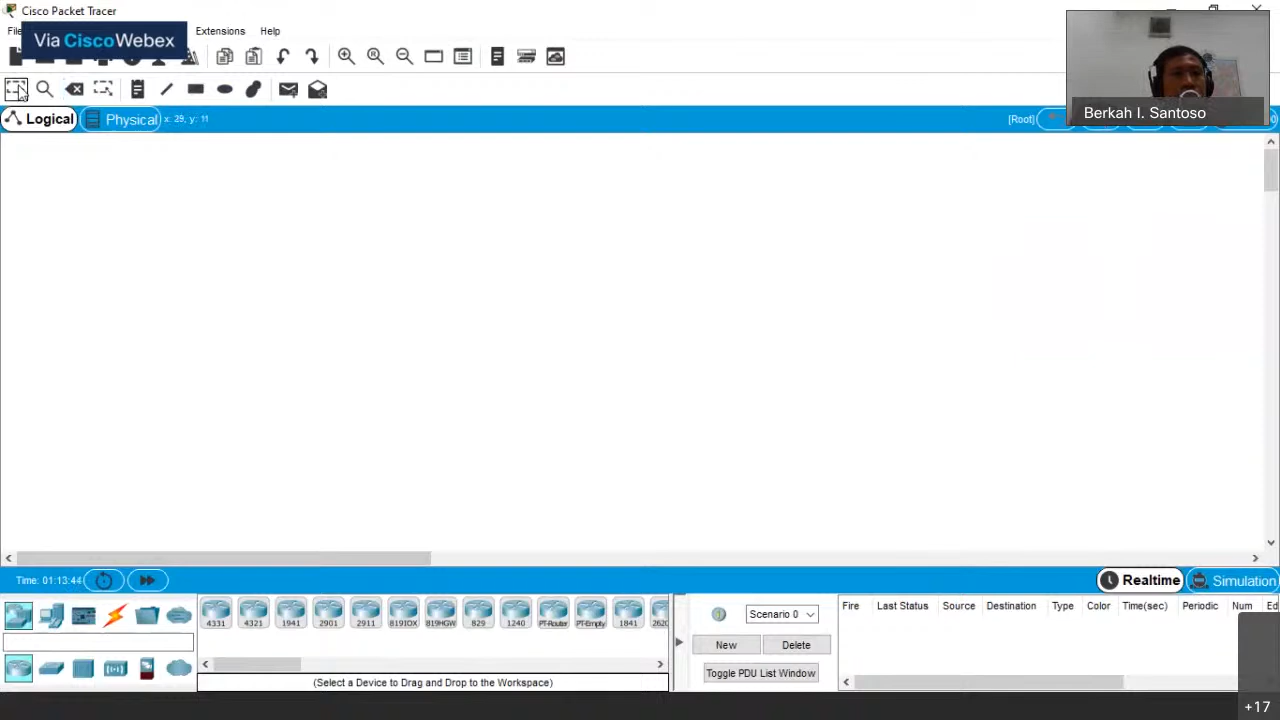 Cisco Packet Tracer
Via CiscoWebex
Extensions Help
Berkah I. Santoso
Logical Physical x: 29, y: 11 [Root]
Time: 01:13:44 Realtime Simulation
4331 4321 1941 2901 2911 819IOX 819HGW 829 1240 PT-Router PT-Empty 1841
(Select a Device to Drag and Drop to the Workspace)
Scenario 0
New Delete
Toggle PDU List Window
Fire Last Status Source Destination Type Color Time(sec) Periodic Num Ed
+17